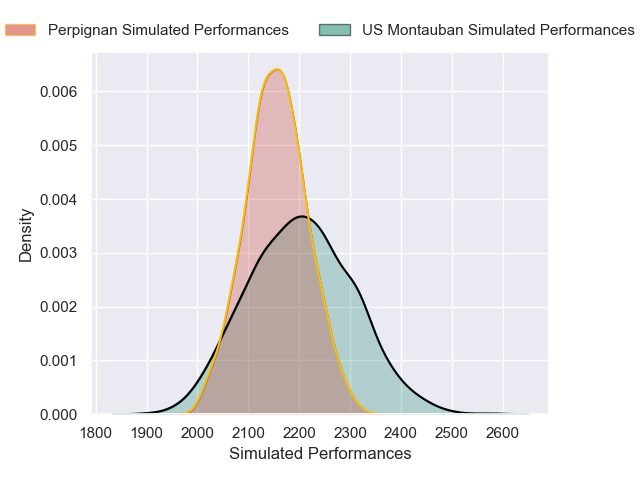 Perpignan Simulated Performances
US Montauban Simulated Performances
0.006
0.005
0.004
0.003
0.002
0.001
0.000
Density
1800 1900 2000 2100 2200 2300 2400 2500 2600
Simulated Performances